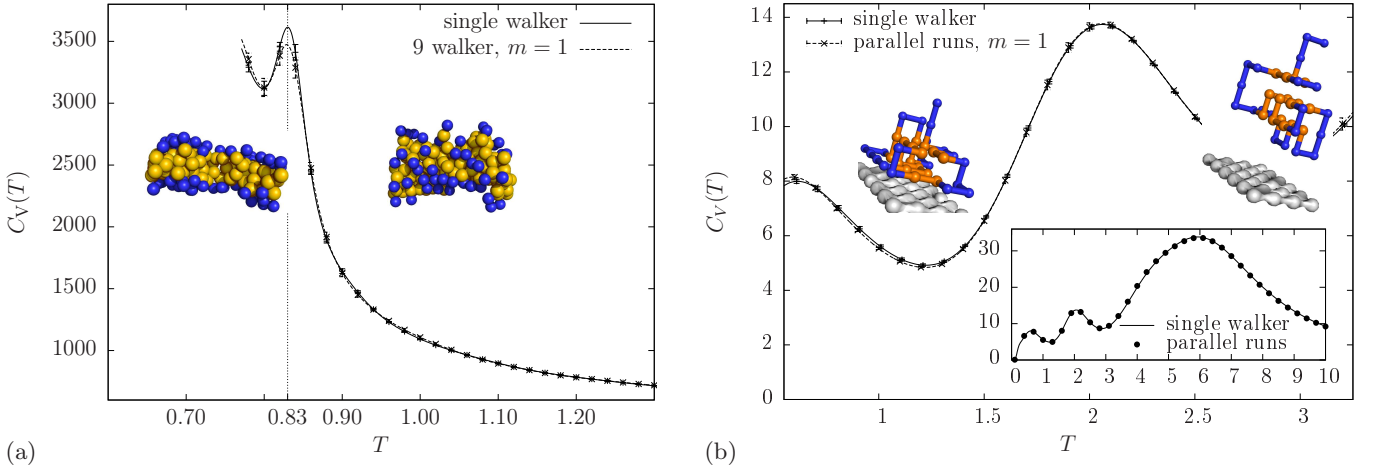 single walker
9 walker, m = 1
3500
3000
2500
2000
1500
1000
C_V(T)
0.70
0.83
0.90
1.00
1.10
1.20
T
(a)
single walker
parallel runs, m = 1
14
12
10
8
6
4
2
0
C_V(T)
30
20
10
0
single walker
parallel runs
0 1 2 3 4 5 6 7 8 9 10
1
1.5
2
2.5
3
T
(b)